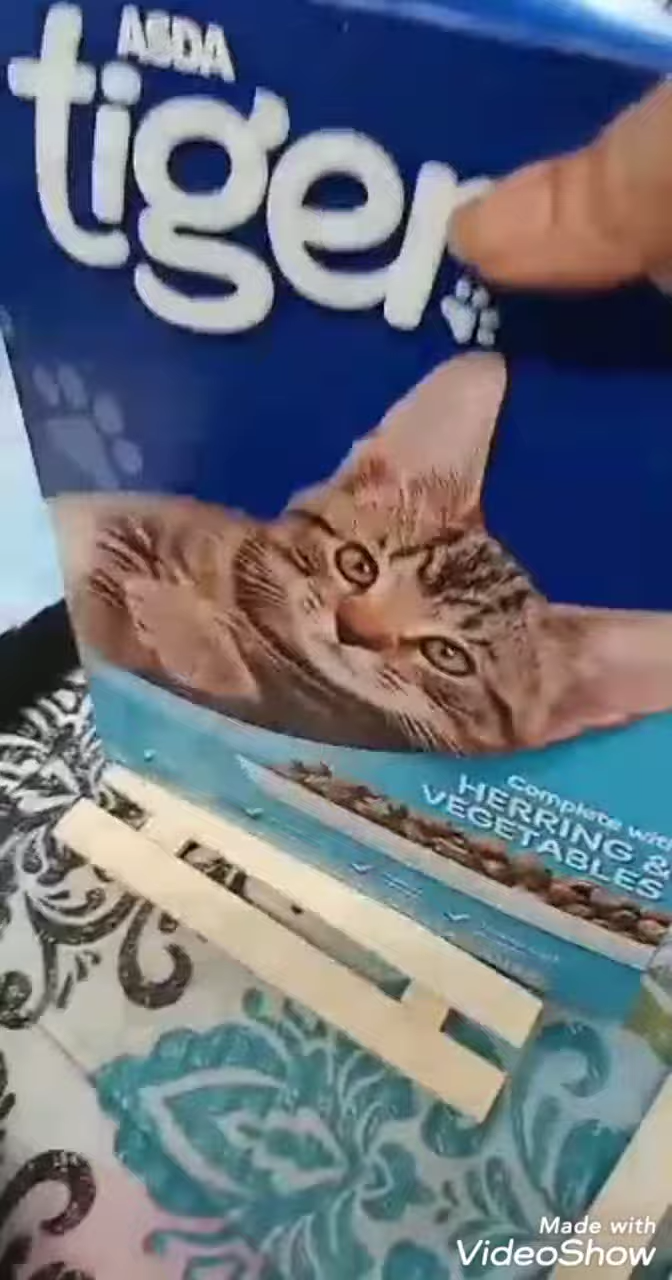 ASDA
tiger
Complete with
HERRING &
VEGETABLES
Made with
VideoShow